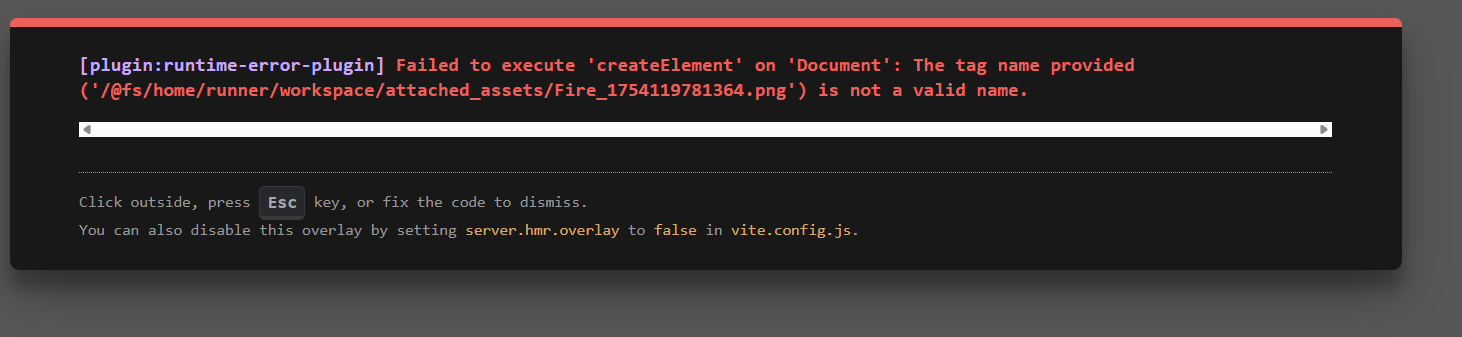 [plugin:runtime-error-plugin] Failed to execute 'createElement' on 'Document': The tag name provided
('/@fs/home/runner/workspace/attached_assets/Fire_1754119781364.png') is not a valid name.
Click outside, press Esc key, or fix the code to dismiss.
You can also disable this overlay by setting server.hmr.overlay to false in vite.config.js.